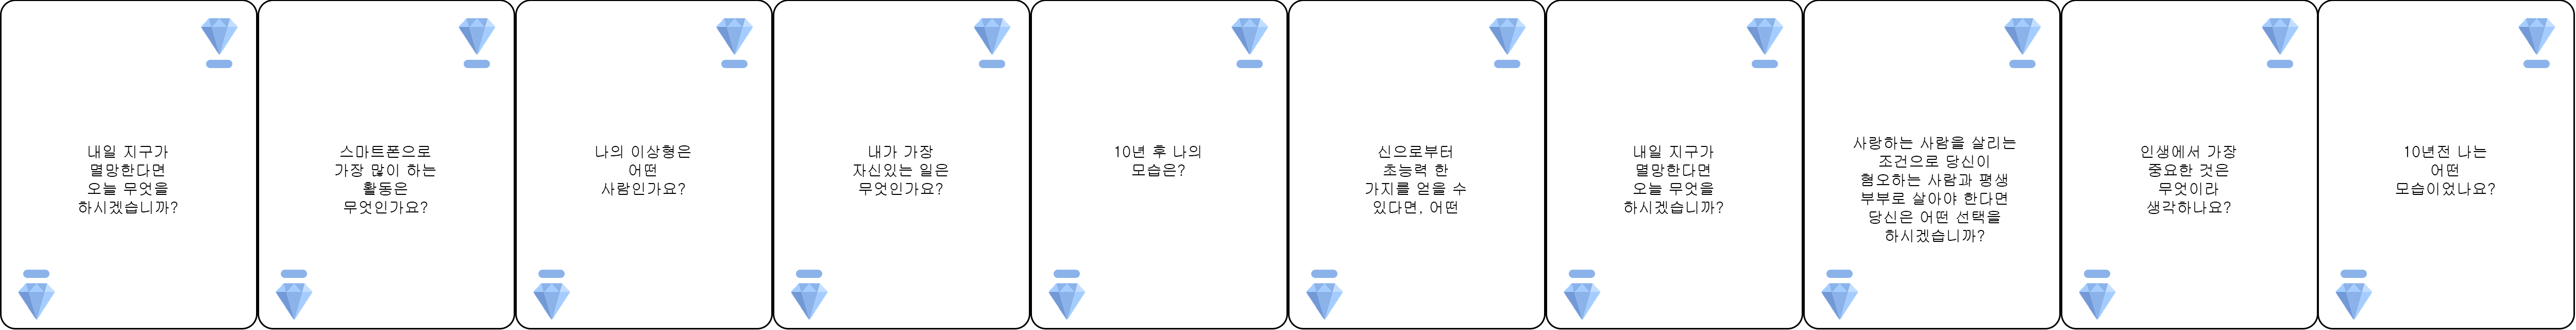 내일 지구가
멸망한다면
오늘 무엇을
하시겠습니까?
스마트폰으로
가장 많이 하는
활동은
무엇인가요?
나의 이상형은
어떤
사람인가요?
내가 가장
자신있는 일은
무엇인가요?
10년 후 나의
모습은?
신으로부터
초능력 한
가지를 얻을 수
있다면, 어떤
내일 지구가
멸망한다면
오늘 무엇을
하시겠습니까?
사랑하는 사람을 살리는
조건으로 당신이
혐오하는 사람과 평생
부부로 살아야 한다면
당신은 어떤 선택을
하시겠습니까?
인생에서 가장
중요한 것은
무엇이라
생각하나요?
10년전 나는
어떤
모습이었나요?